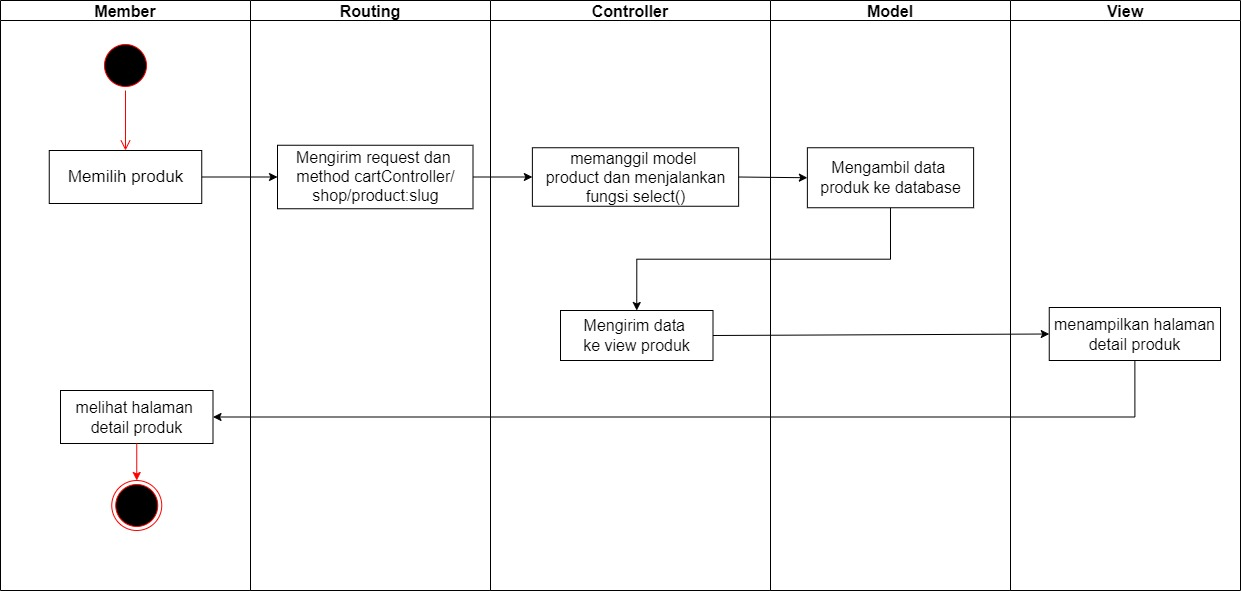 Member
Routing
Controller
Model
View
Memilih produk
Mengirim request dan
method cartController/
shop/product:slug
memanggil model
product dan menjalankan
fungsi select()
Mengambil data
produk ke database
Mengirim data
ke view produk
menampilkan halaman
detail produk
melihat halaman
detail produk